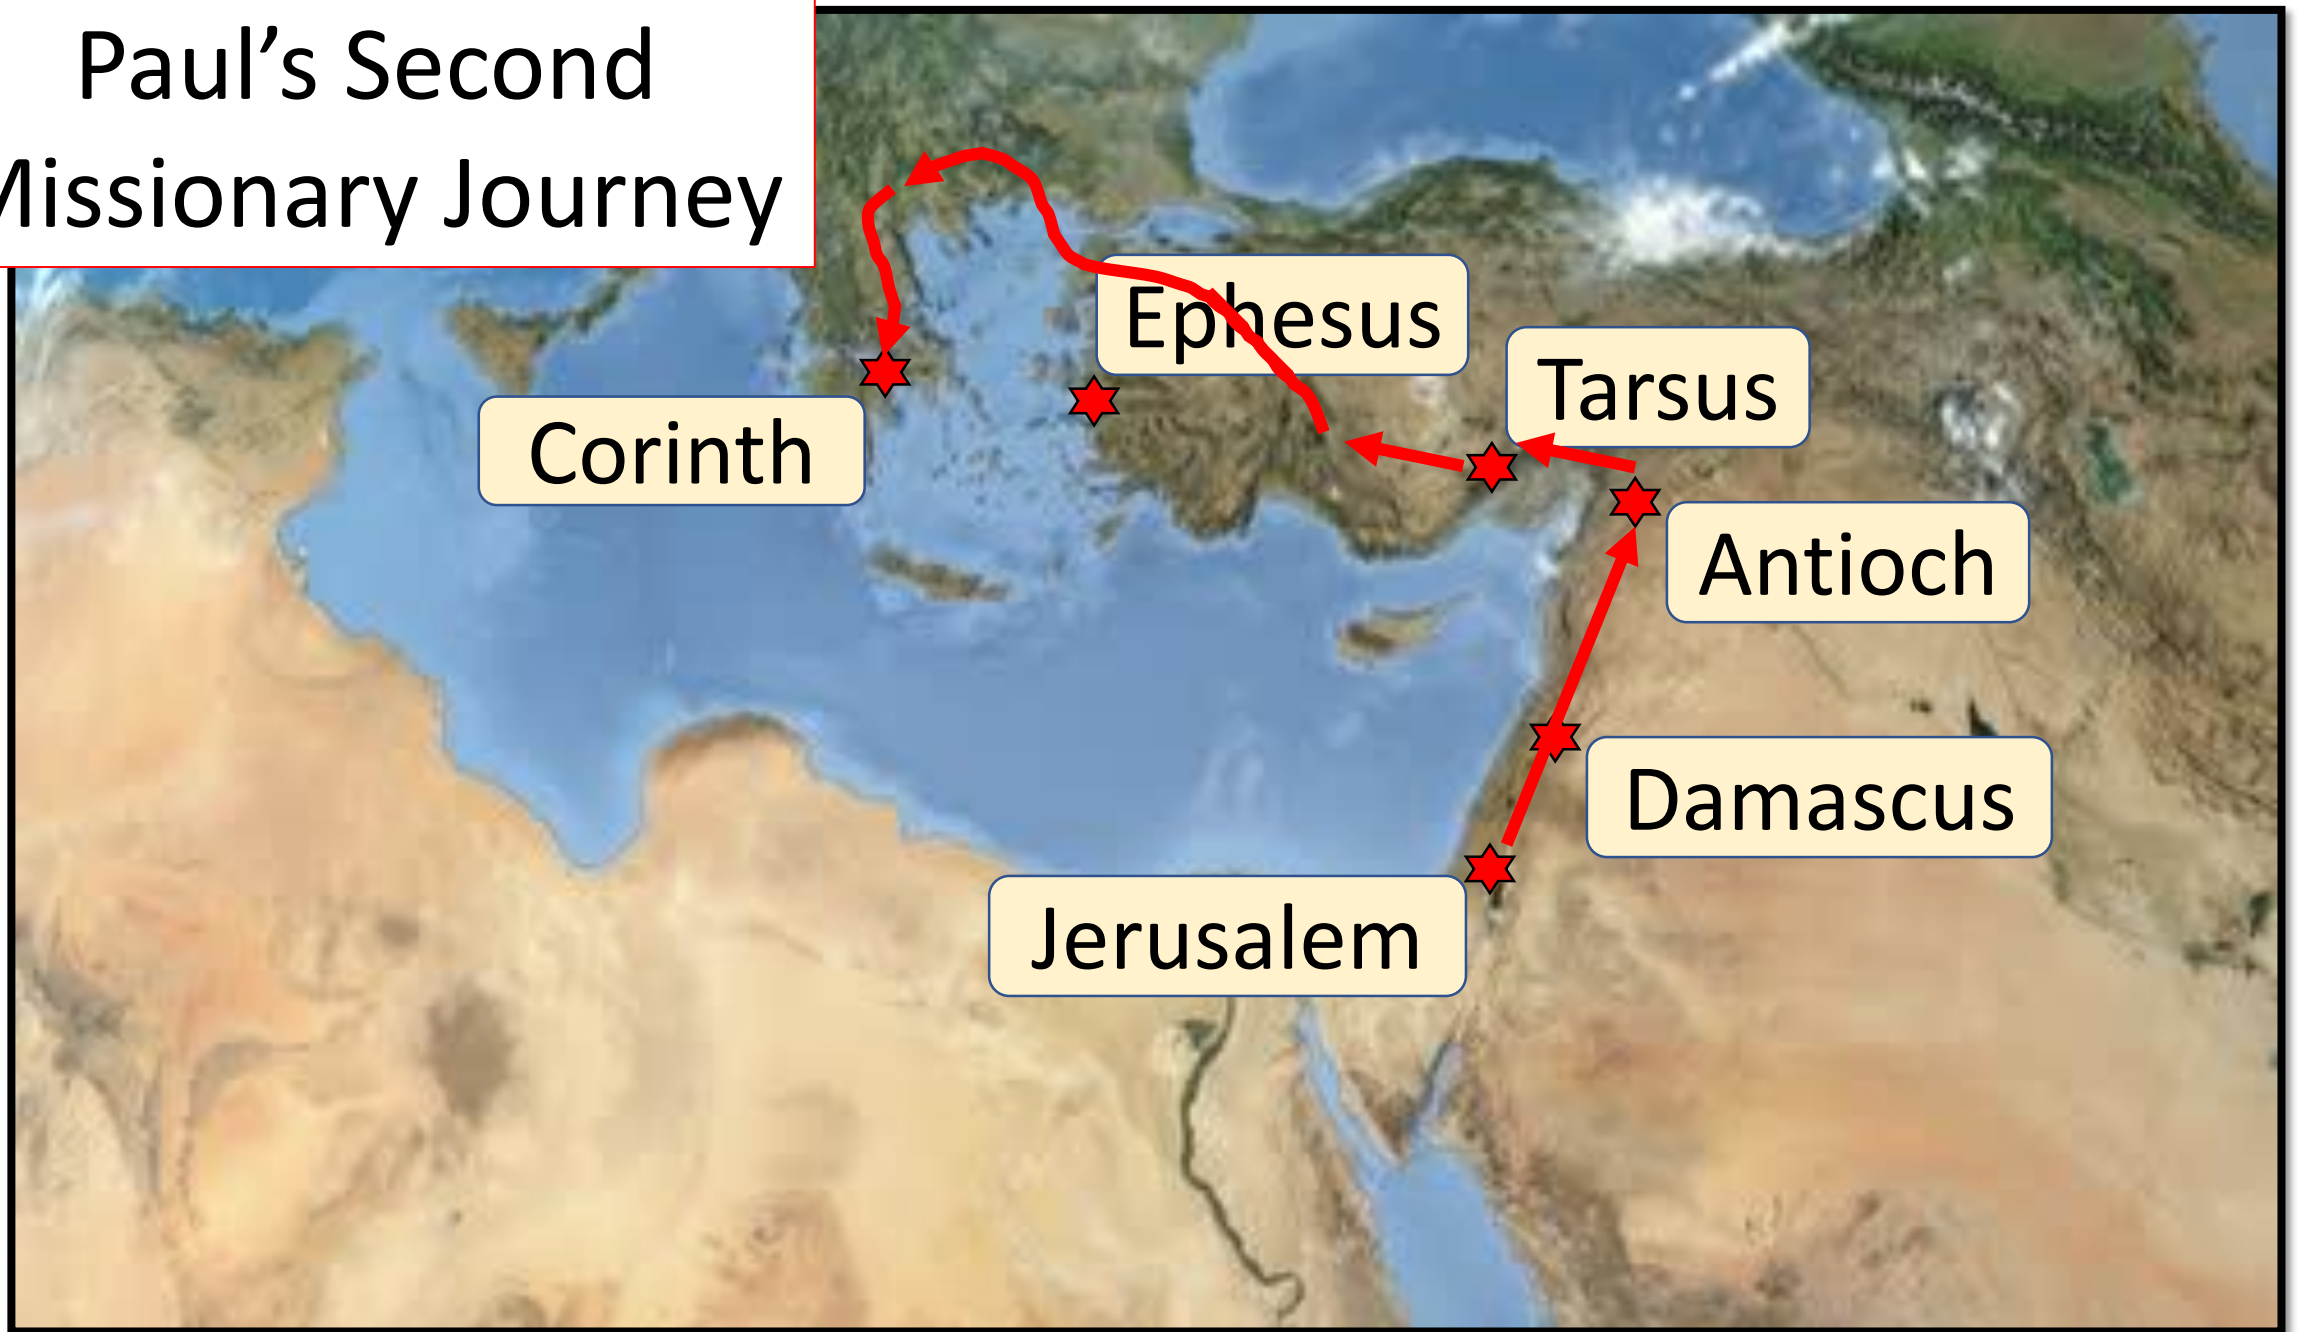 Paul’s Second
Missionary Journey
Ephesus
Tarsus
Corinth
Antioch
Damascus
Jerusalem